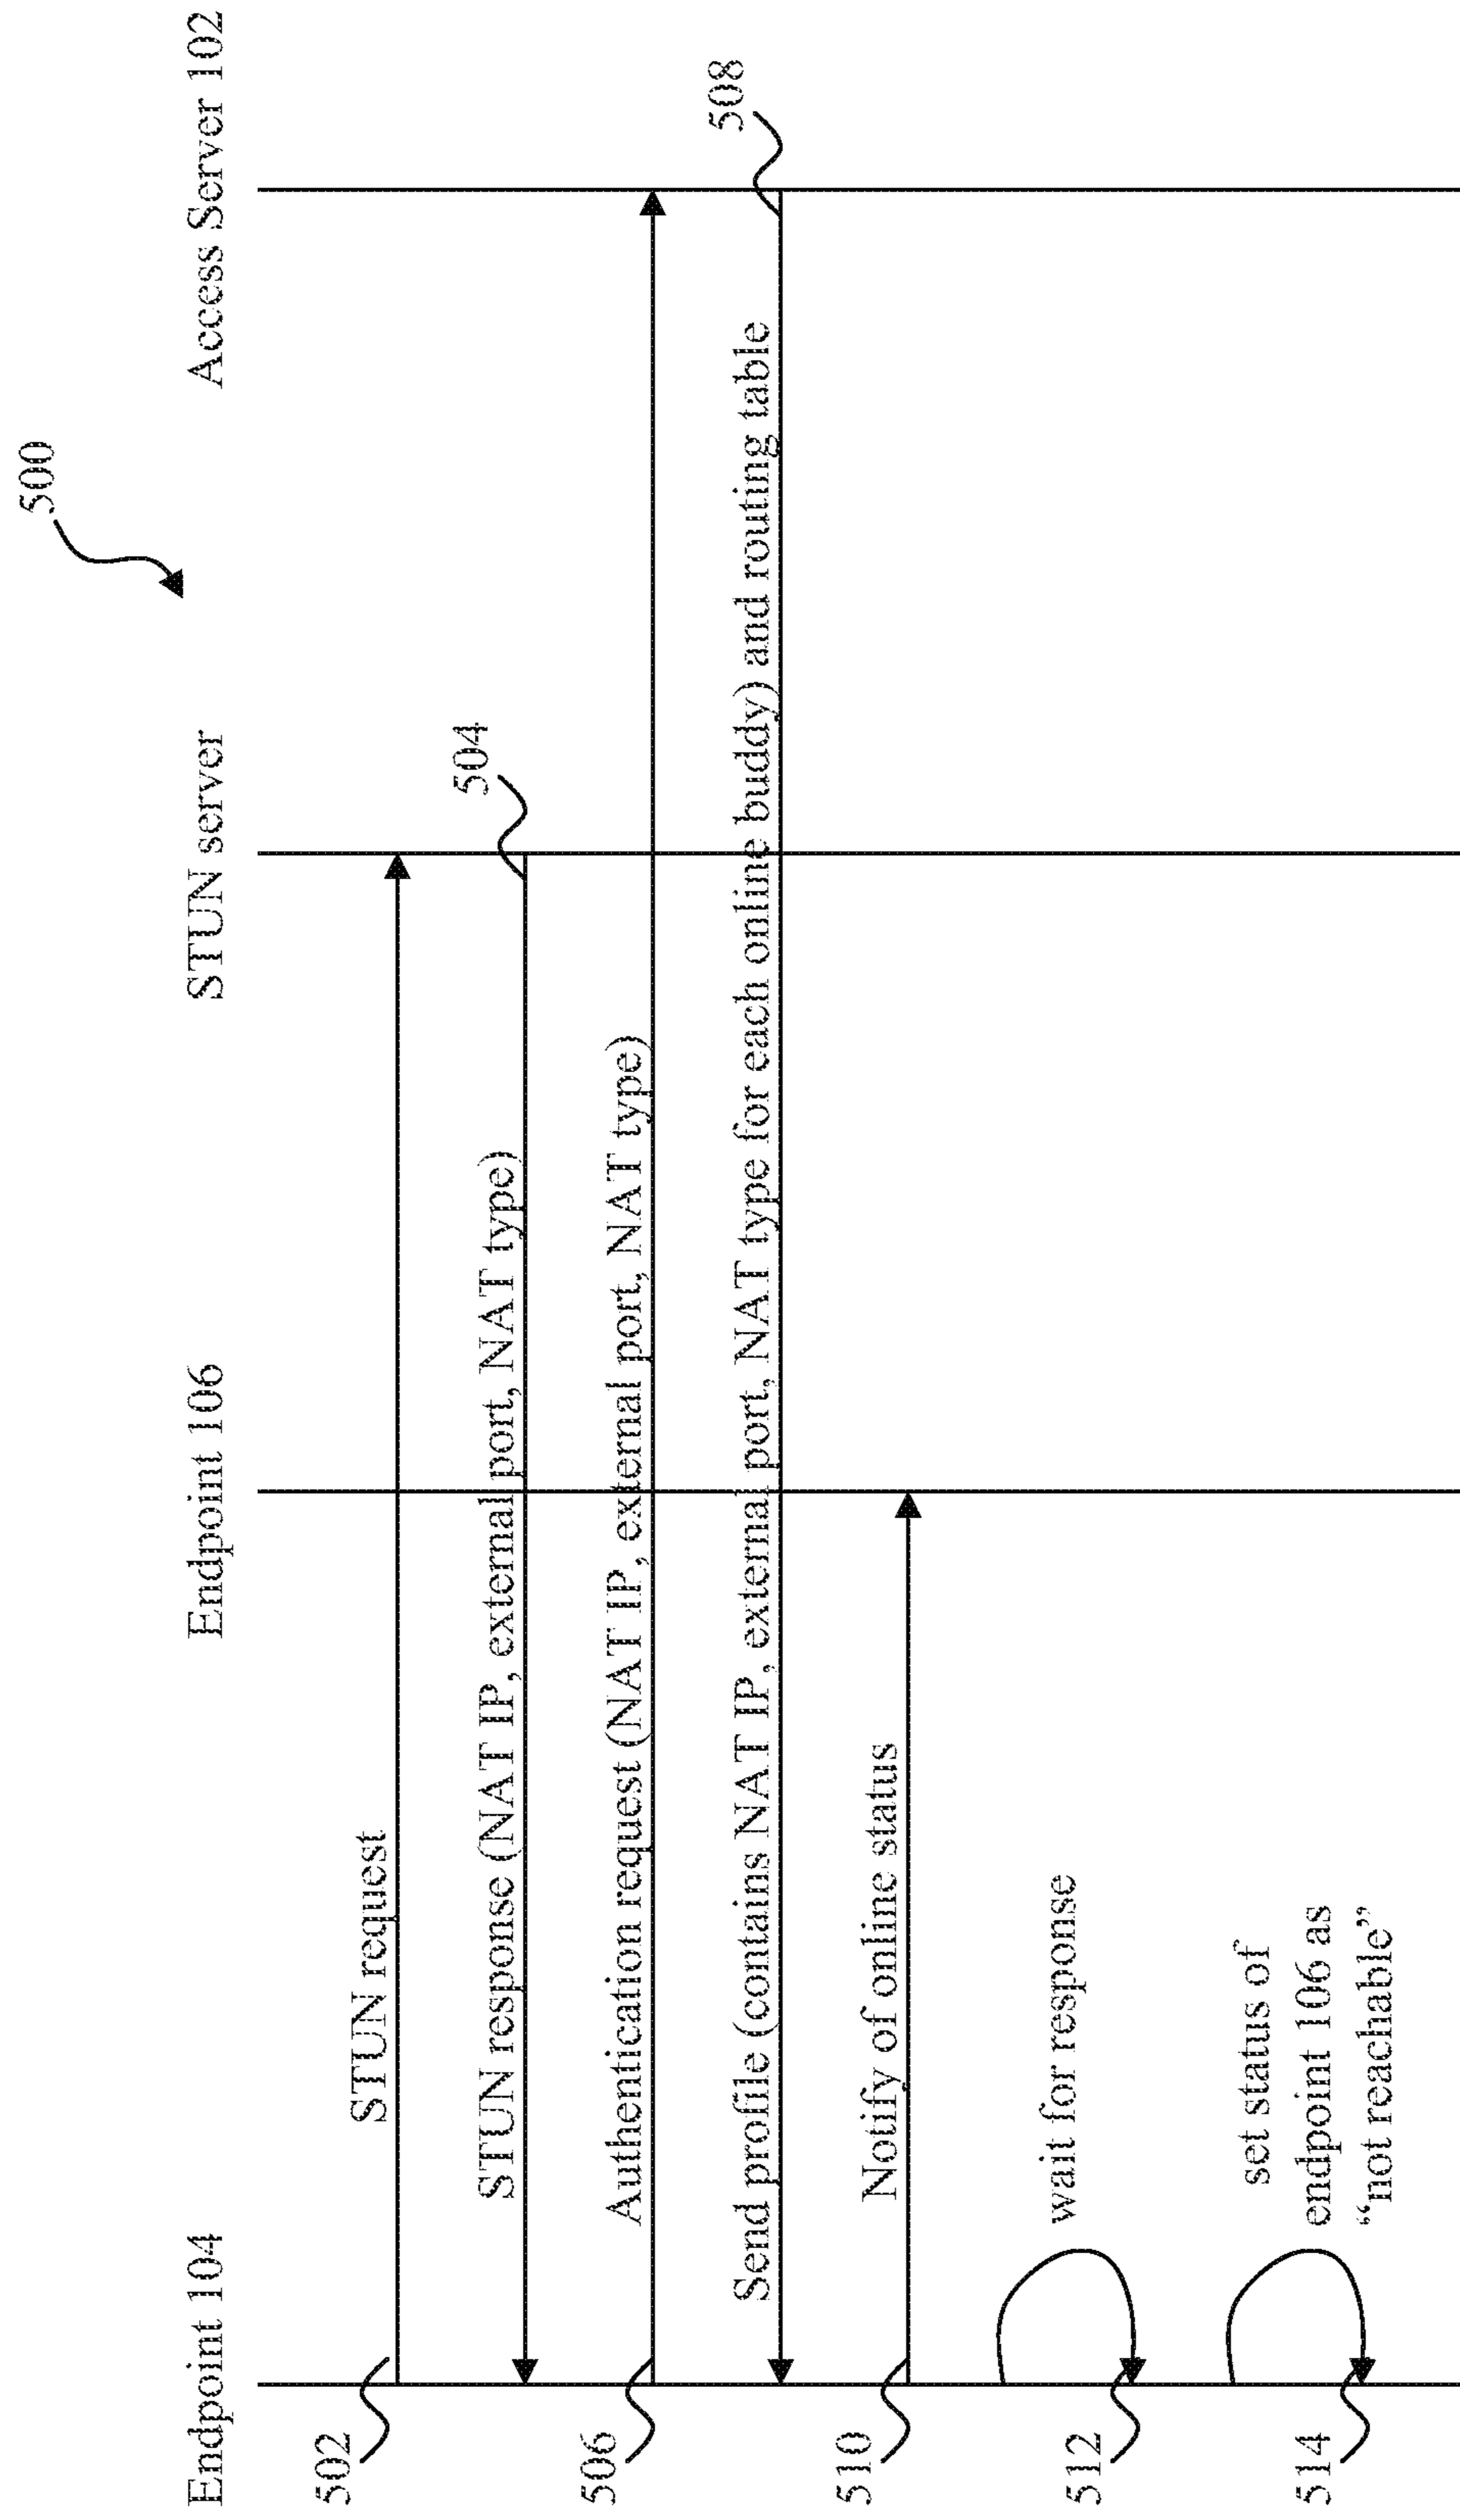 500
Endpoint 104
Endpoint 106
STUN server
Access Server 102
502
STUN request
STUN response (NAT IP, external port, NAT type)
504
506
Authentication request (NAT IP, external port, NAT type)
Send profile (contains NAT IP, external port, NAT type for each online buddy) and routing table
508
510
Notify of online status
512
wait for response
514
set status of
endpoint 106 as
“not reachable”